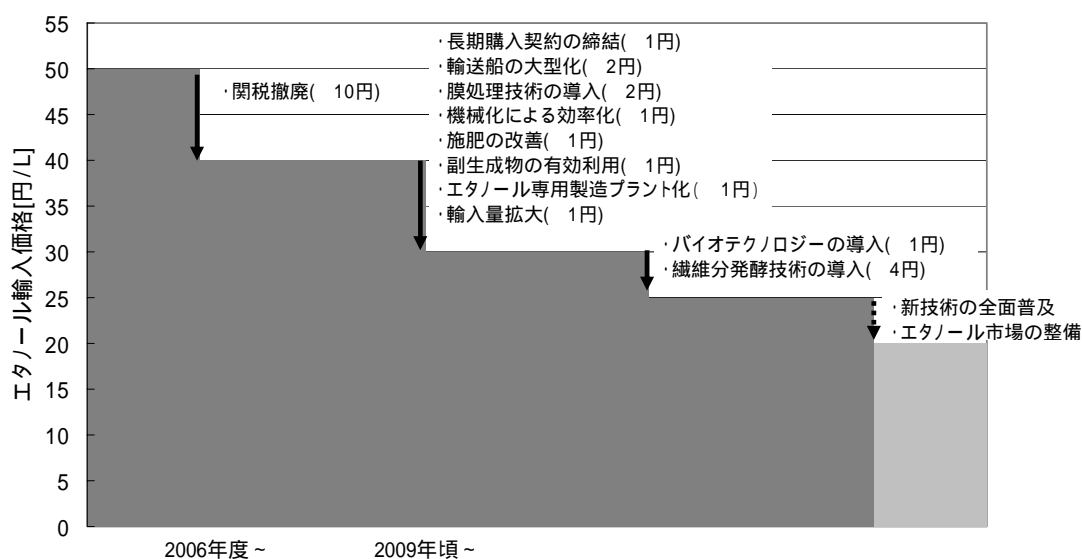 エタノール輸入価格[円/L]
55
50
45
40
35
30
25
20
15
10
5
0
・関税撤廃(　10円)
・長期購入契約の締結(　1円)
・輸送船の大型化(　2円)
・膜処理技術の導入(　2円)
・機械化による効率化(　1円)
・施肥の改善(　1円)
・副生成物の有効利用(　1円)
・エタノール専用製造プラント化(　1円)
・輸入量拡大(　1円)
・バイオテクノロジーの導入(　1円)
・繊維分発酵技術の導入(　4円)
・新技術の全面普及
・エタノール市場の整備
2006年度～
2009年頃～